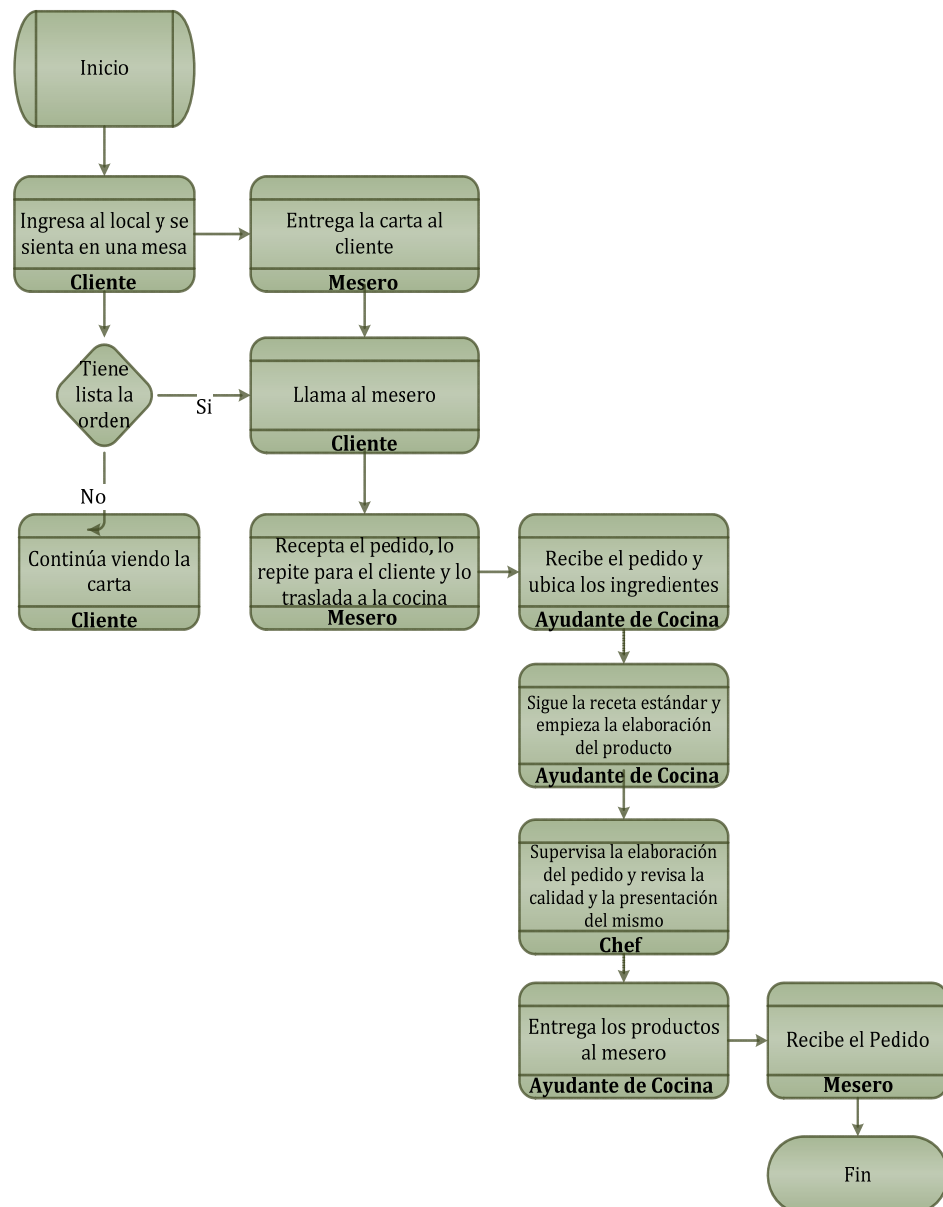 Inicio
Ingresa al local y se
sienta en una mesa
Cliente
Entrega la carta al
cliente
Mesero
Tiene
lista la
orden
Si
Llama al mesero
Cliente
No
Continúa viendo la
carta
Cliente
Recepta el pedido, lo
repite para el cliente y lo
traslada a la cocina
Mesero
Recibe el pedido y
ubica los ingredientes
Ayudante de Cocina
Sigue la receta estándar y
empieza la elaboración
del producto
Ayudante de Cocina
Supervisa la elaboración
del pedido y revisa la
calidad y la presentación
del mismo
Chef
Entrega los productos
al mesero
Ayudante de Cocina
Recibe el Pedido
Mesero
Fin